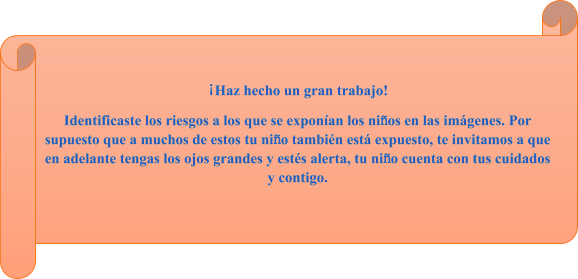 ¡Haz hecho un gran trabajo!
Identificaste los riesgos a los que se exponían los niños en las imágenes. Por
supuesto que a muchos de estos tu niño también está expuesto, te invitamos a que
en adelante tengas los ojos grandes y estés alerta, tu niño cuenta con tus cuidados
y contigo.